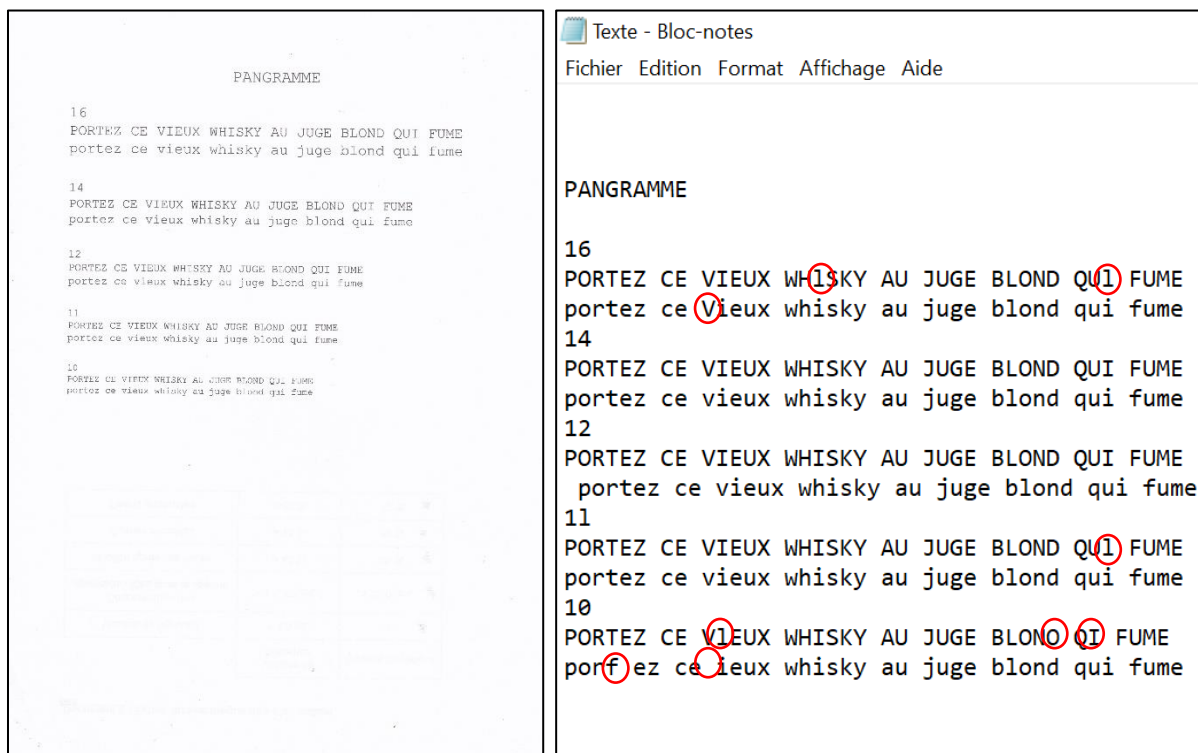 PANGRAMME
16
PORTEZ CE VIEUX WHISKY AU JUGE BLOND QUI FUME
portez ce vieux whisky au juge blond qui fume
14
PORTEZ CE VIEUX WHISKY AU JUGE BLOND QUI FUME
portez ce vieux whisky au juge blond qui fume
12
PORTEZ CE VIEUX WHISKY AU JUGE BLOND QUI FUME
portez ce vieux whisky au juge blond qui fume
11
PORTEZ CE VIEUX WHISKY AU JUGE BLOND QUI FUME
portez ce vieux whisky au juge blond qui fume
10
PORTEZ CE VIEUX WHISKY AU JUGE BLOND QUI FUME
portez ce vieux whisky au juge blond qui fume
Texte - Bloc-notes
Fichier Edition Format Affichage Aide
PANGRAMME
16
PORTEZ CE VIEUX WHlSKY AU JUGE BLOND QUl FUME
portez ce Vieux whisky au juge blond qui fume
14
PORTEZ CE VIEUX WHISKY AU JUGE BLOND QUI FUME
portez ce vieux whisky au juge blond qui fume
12
PORTEZ CE VIEUX WHISKY AU JUGE BLOND QUI FUME
portez ce vieux whisky au juge blond qui fume
1l
PORTEZ CE VIEUX WHISKY AU JUGE BLOND QUl FUME
portez ce vieux whisky au juge blond qui fume
10
PORTEZ CE VlEUX WHISKY AU JUGE BLONO QI FUME
porf ez ce ieux whisky au juge blond qui fume